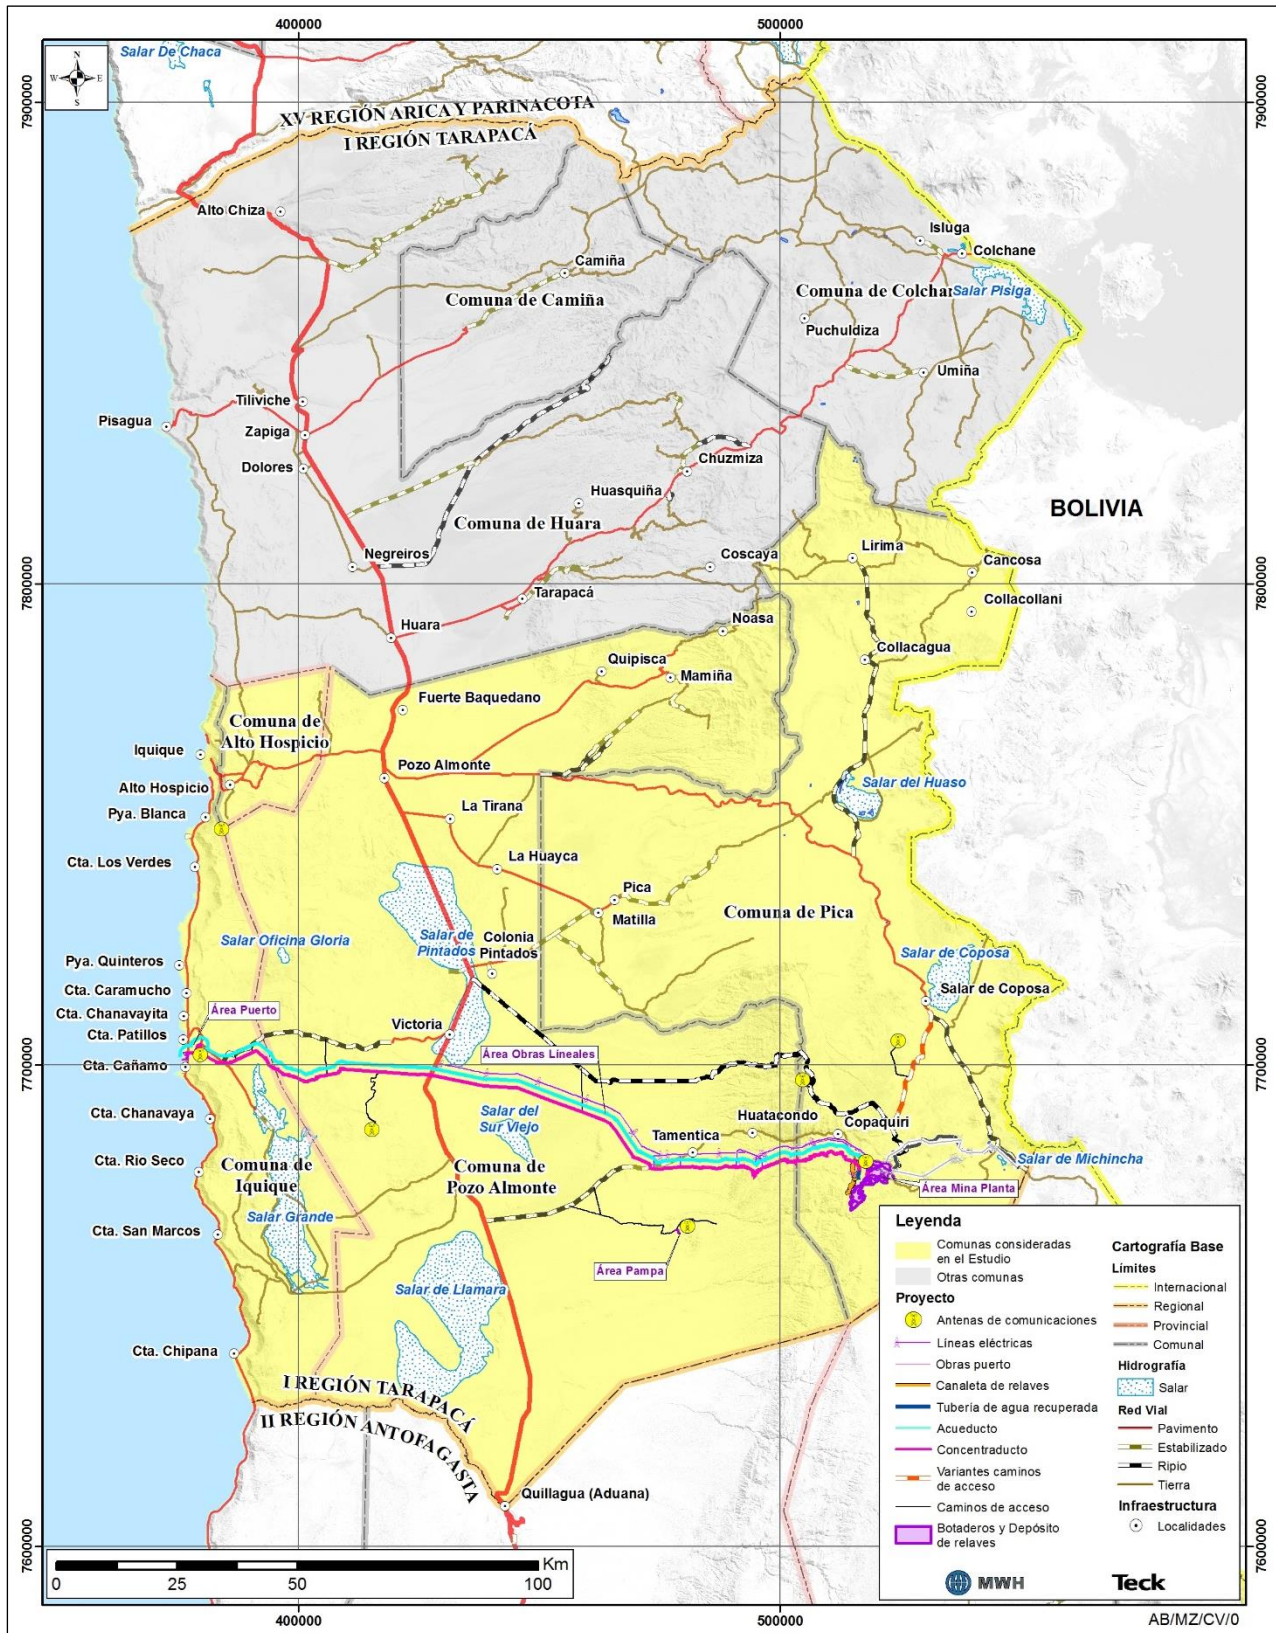 400000
500000
Salar De Chaca
N
W
E
S
7900000
7900000
XV REGIÓN ARICA Y PARINACOTA
I REGIÓN TARAPACÁ
Alto Chiza
Isluga
Colchane
Camiña
Comuna de Camiña
Comuna de Colchan
Salar Pisiga
Puchuldiza
Umiña
Tiliviche
Pisagua
Zapiga
Dolores
Chuzmiza
Huasquiña
Comuna de Huara
BOLIVIA
Negreiros
Coscaya
Lirima
Cancosa
7800000
7800000
Tarapacá
Collacollani
Huara
Noasa
Collacagua
Quipisca
Mamiña
Fuerte Baquedano
Comuna de
Alto Hospicio
Iquique
Pozo Almonte
Alto Hospicio
Salar del Huaso
Pya. Blanca
La Tirana
Cta. Los Verdes
La Huayca
Pica
Matilla
Comuna de Pica
Salar Oficina Gloria
Salar de
Pintados
Colonia
Pintados
Salar de Coposa
Pya. Quinteros
Cta. Caramucho
Salar de Coposa
Cta. Chanavayita
Área Puerto
Cta. Patillos
Victoria
Área Obras Líneales
Cta. Cañamo
7700000
7700000
Cta. Chanavaya
Salar del
Sur Viejo
Huatacondo
Copaquiri
Tamentica
Cta. Rio Seco
Comuna de
Iquique
Comuna de
Pozo Almonte
Salar de Michincha
Área Mina Planta
Salar Grande
Cta. San Marcos
Área Pampa
Salar de Llamara
Cta. Chipana
I REGIÓN TARAPACÁ
II REGIÓN ANTOFAGASTA
Quillagua (Aduana)
7600000
7600000
Leyenda
Comunas consideradas
en el Estudio
Otras comunas
Proyecto
Antenas de comunicaciones
Líneas eléctricas
Obras puerto
Canaleta de relaves
Tubería de agua recuperada
Acueducto
Concentraducto
Variantes caminos
de acceso
Caminos de acceso
Botaderos y Depósito
de relaves
Cartografía Base
Límites
Internacional
Regional
Provincial
Comunal
Hidrografía
Salar
Red Vial
Pavimento
Estabilizado
Ripio
Tierra
Infraestructura
Localidades
MWH
Teck
Km
0 25 50 100
400000
500000
AB/MZ/CV/0